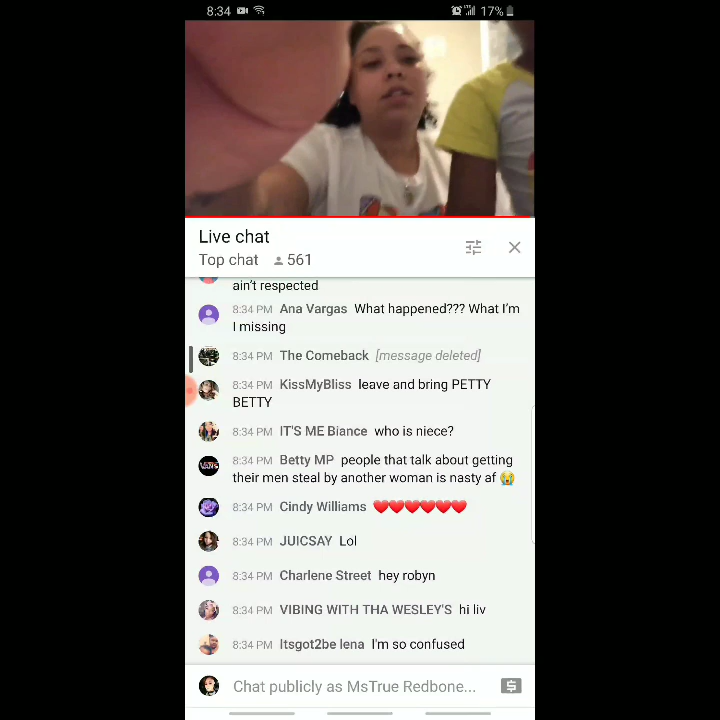 8:34 17%
Live chat
Top chat 561
ain't respected
8:34 PM Ana Vargas What happened??? What I'm
I missing
8:34 PM The Comeback [message deleted]
8:34 PM KissMyBliss leave and bring PETTY
BETTY
8:34 PM IT'S ME Biance who is niece?
8:34 PM Betty MP people that talk about getting
their men steal by another woman is nasty af 😭
8:34 PM Cindy Williams ❤️❤️❤️❤️❤️❤️
8:34 PM JUICSAY Lol
8:34 PM Charlene Street hey robyn
8:34 PM VIBING WITH THA WESLEY'S hi liv
8:34 PM Itsgot2be lena I'm so confused
Chat publicly as MsTrue Redbone...